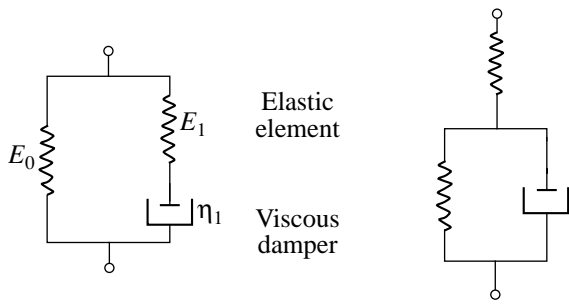 E₀
E₁
η₁
Elastic
element
Viscous
damper